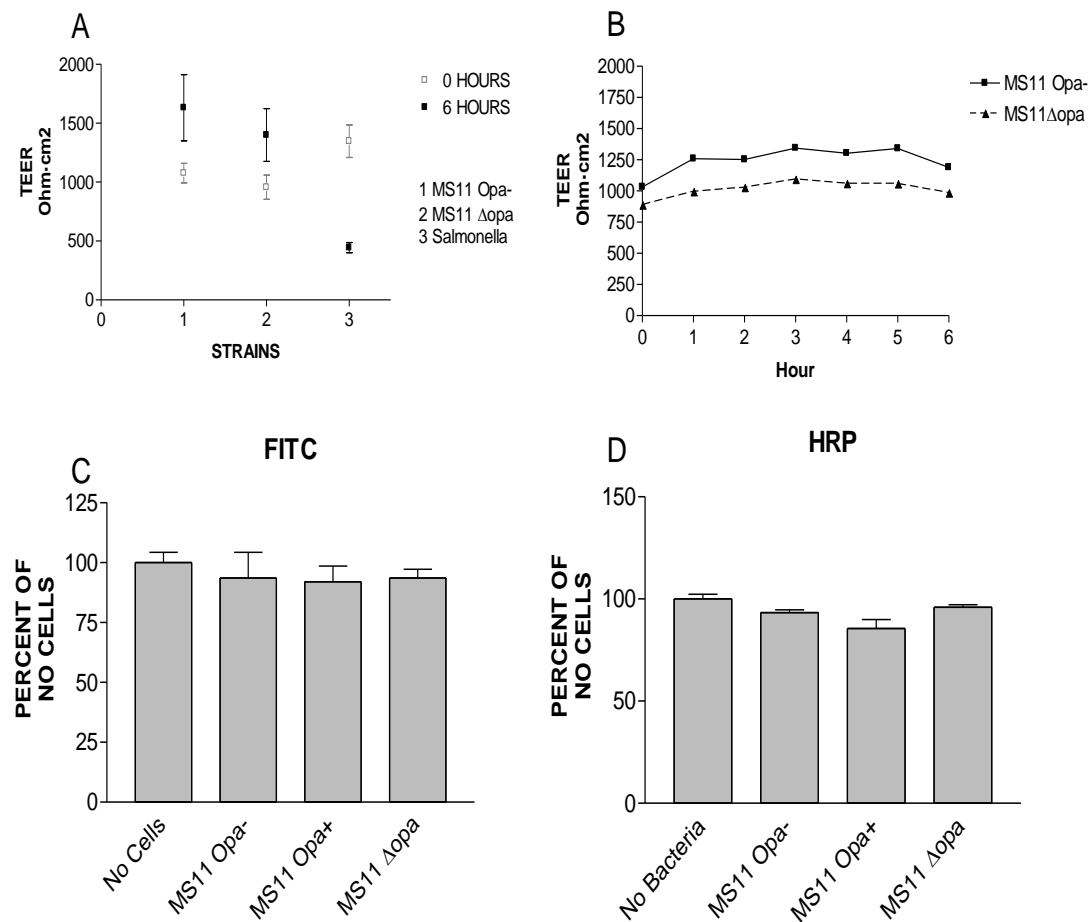 A
TEER
Ohm·cm2
2000
1500
1000
500
0
0
1
2
3
STRAINS
0 HOURS
6 HOURS
1 MS11 Opa-
2 MS11 Δopa
3 Salmonella
B
TEER
Ohm·cm2
2000
1750
1500
1250
1000
750
500
250
0
0
1
2
3
4
5
6
Hour
MS11 Opa-
MS11Δopa
C
FITC
PERCENT OF
NO CELLS
125
100
75
50
25
0
No Cells
MS11 Opa-
MS11 Opa+
MS11 Δopa
D
HRP
PERCENT OF
NO CELLS
150
100
50
0
No Bacteria
MS11 Opa-
MS11 Opa+
MS11 Δopa